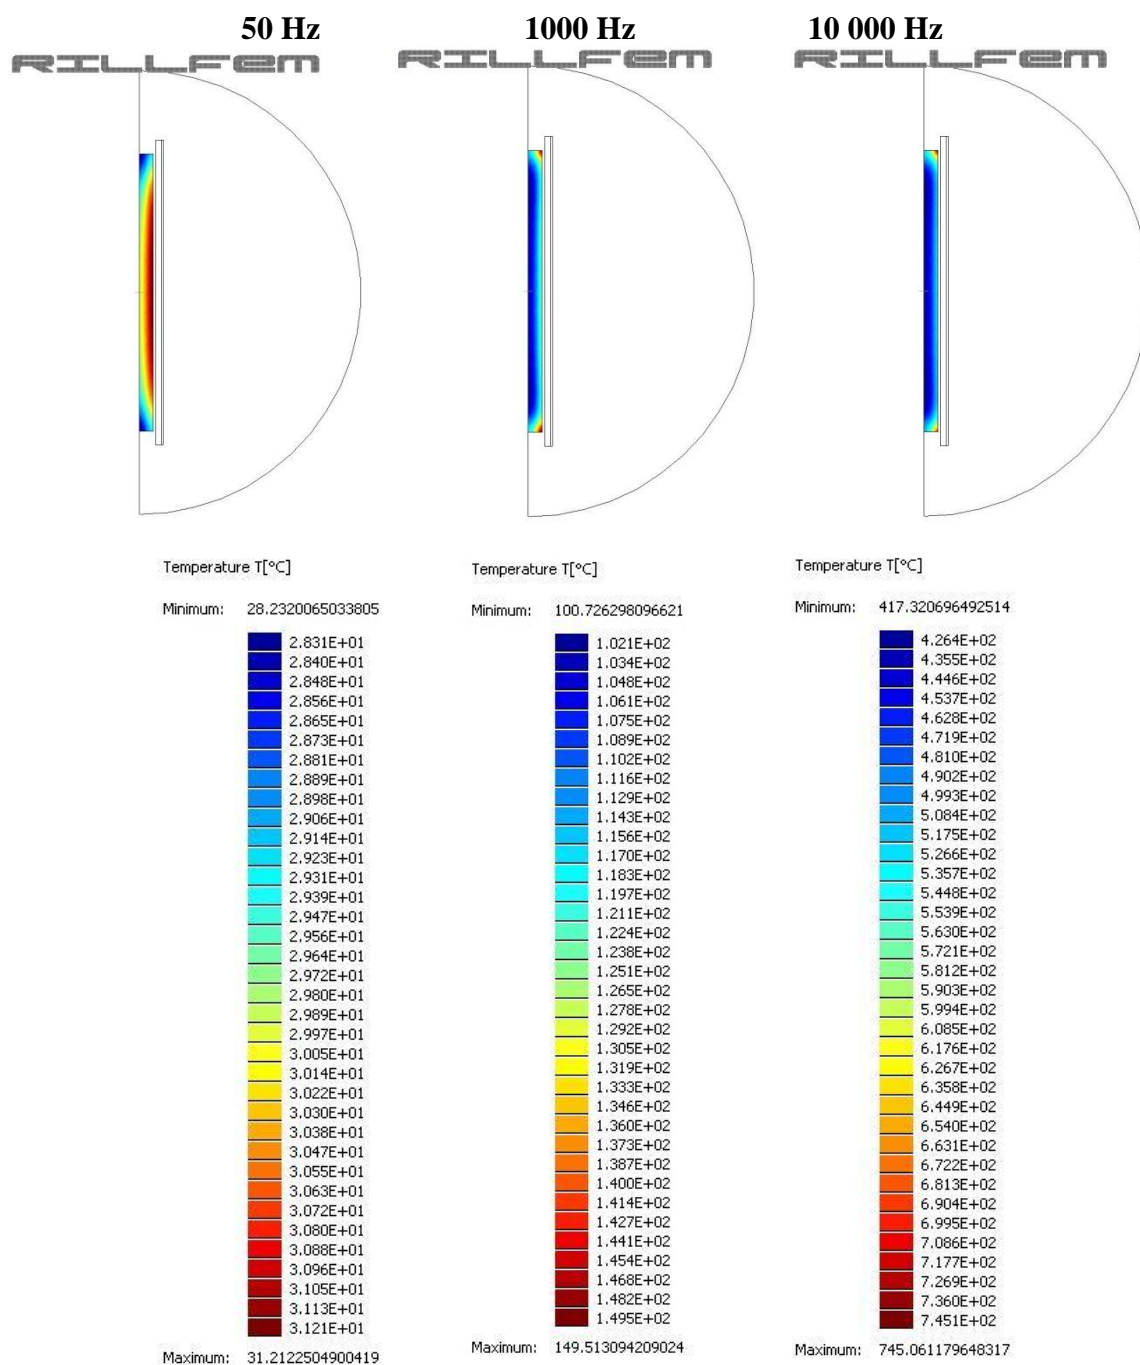 50 Hz
1000 Hz
10 000 Hz
RILLFEM
RILLFEM
RILLFEM
Temperature T[°C]
Minimum: 28.2320065033805
2.831E+01
2.840E+01
2.848E+01
2.856E+01
2.865E+01
2.873E+01
2.881E+01
2.889E+01
2.898E+01
2.906E+01
2.914E+01
2.923E+01
2.931E+01
2.939E+01
2.947E+01
2.956E+01
2.964E+01
2.972E+01
2.980E+01
2.989E+01
2.997E+01
3.005E+01
3.014E+01
3.022E+01
3.030E+01
3.038E+01
3.047E+01
3.055E+01
3.063E+01
3.072E+01
3.080E+01
3.088E+01
3.096E+01
3.105E+01
3.113E+01
3.121E+01
Maximum: 31.2122504900419
Temperature T[°C]
Minimum: 100.726298096621
1.021E+02
1.034E+02
1.048E+02
1.061E+02
1.075E+02
1.089E+02
1.102E+02
1.116E+02
1.129E+02
1.143E+02
1.156E+02
1.170E+02
1.183E+02
1.197E+02
1.211E+02
1.224E+02
1.238E+02
1.251E+02
1.265E+02
1.278E+02
1.292E+02
1.305E+02
1.319E+02
1.333E+02
1.346E+02
1.360E+02
1.373E+02
1.387E+02
1.400E+02
1.414E+02
1.427E+02
1.441E+02
1.454E+02
1.468E+02
1.482E+02
1.495E+02
Maximum: 149.513094209024
Temperature T[°C]
Minimum: 417.320696492514
4.264E+02
4.355E+02
4.446E+02
4.537E+02
4.628E+02
4.719E+02
4.810E+02
4.902E+02
4.993E+02
5.084E+02
5.175E+02
5.266E+02
5.357E+02
5.448E+02
5.539E+02
5.630E+02
5.721E+02
5.812E+02
5.903E+02
5.994E+02
6.085E+02
6.176E+02
6.267E+02
6.358E+02
6.449E+02
6.540E+02
6.631E+02
6.722E+02
6.813E+02
6.904E+02
6.995E+02
7.086E+02
7.177E+02
7.269E+02
7.360E+02
7.451E+02
Maximum: 745.061179648317